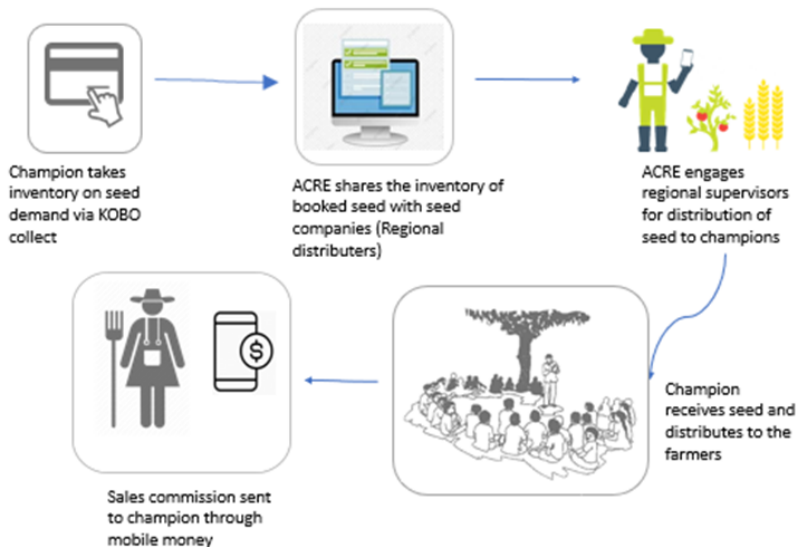 Champion takes
inventory on seed
demand via KOBO
collect
ACRE shares the inventory of
booked seed with seed
companies (Regional
distributers)
ACRE engages
regional supervisors
for distribution of
seed to champions
Champion
receives seed and
distributes to the
farmers
$
Sales commission sent
to champion through
mobile money